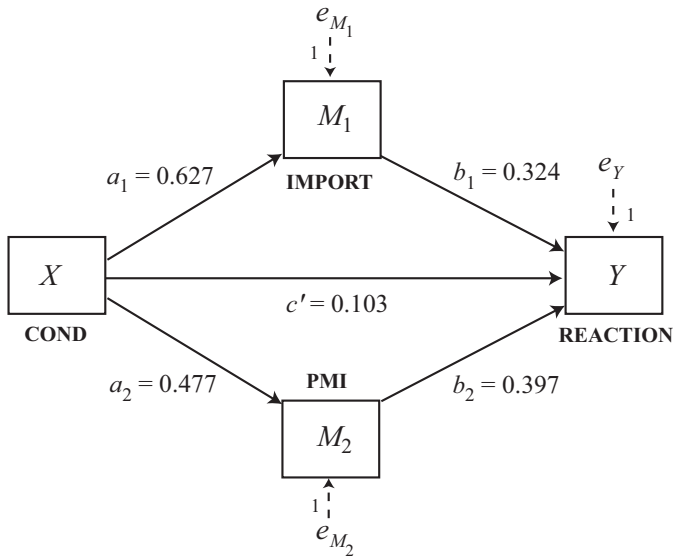 e_{M_1}
1
M_1
IMPORT
a_1 = 0.627
b_1 = 0.324
e_Y
1
X
COND
c′ = 0.103
Y
REACTION
a_2 = 0.477
PMI
b_2 = 0.397
M_2
1
e_{M_2}